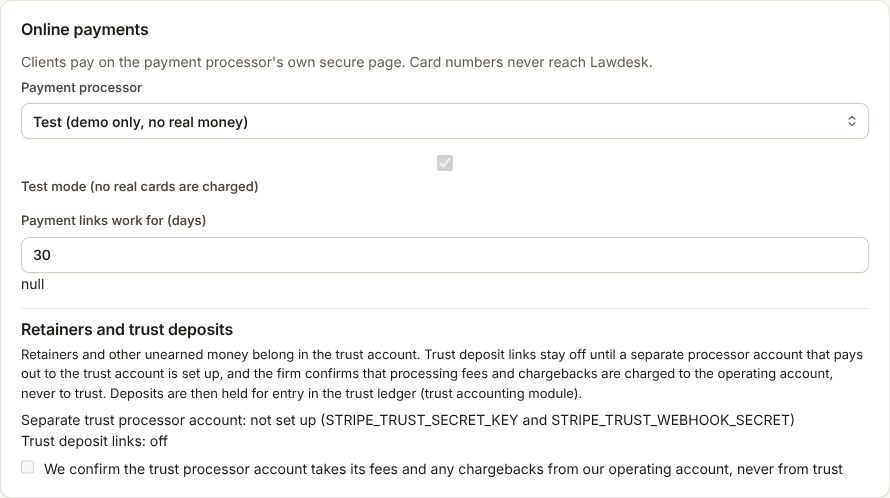 Online payments
Clients pay on the payment processor's own secure page. Card numbers never reach Lawdesk.
Payment processor
Test (demo only, no real money)
Test mode (no real cards are charged)
Payment links work for (days)
30
null
Retainers and trust deposits
Retainers and other unearned money belong in the trust account. Trust deposit links stay off until a separate processor account that pays
out to the trust account is set up, and the firm confirms that processing fees and chargebacks are charged to the operating account,
never to trust. Deposits are then held for entry in the trust ledger (trust accounting module).
Separate trust processor account: not set up (STRIPE_TRUST_SECRET_KEY and STRIPE_TRUST_WEBHOOK_SECRET)
Trust deposit links: off
We confirm the trust processor account takes its fees and any chargebacks from our operating account, never from trust